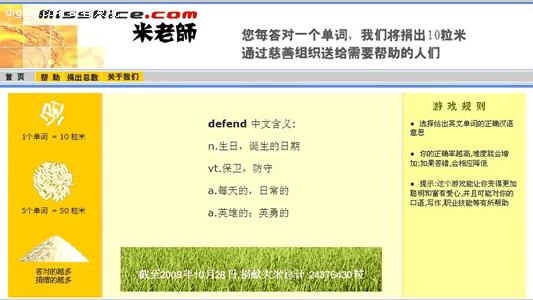 missrice.com
米老師
您每答对一个单词，我们将捐出10粒米
通过慈善组织送给需要帮助的人们
首 页
帮 助
捐出总数
关于我们
1个单词 = 10 粒米
5个单词 = 50 粒米
答对的越多
捐赠的越多
defend 中文含义:
n.生日，诞生的日期
vt.保卫，防守
a.每天的，日常的
a.英雄的；英勇的
截至2008年10月28日,捐献大米总计:24376430 粒
游 戏 规 则
● 选择给出英文单词的正确汉语
意思
● 你的正确率越高,难度就会增
加;如果答错,会相应降低
● 提示:这个游戏能让你变得更加
聪明和富有爱心,并且可能对你的
口语,写作,职业技能等有所帮助